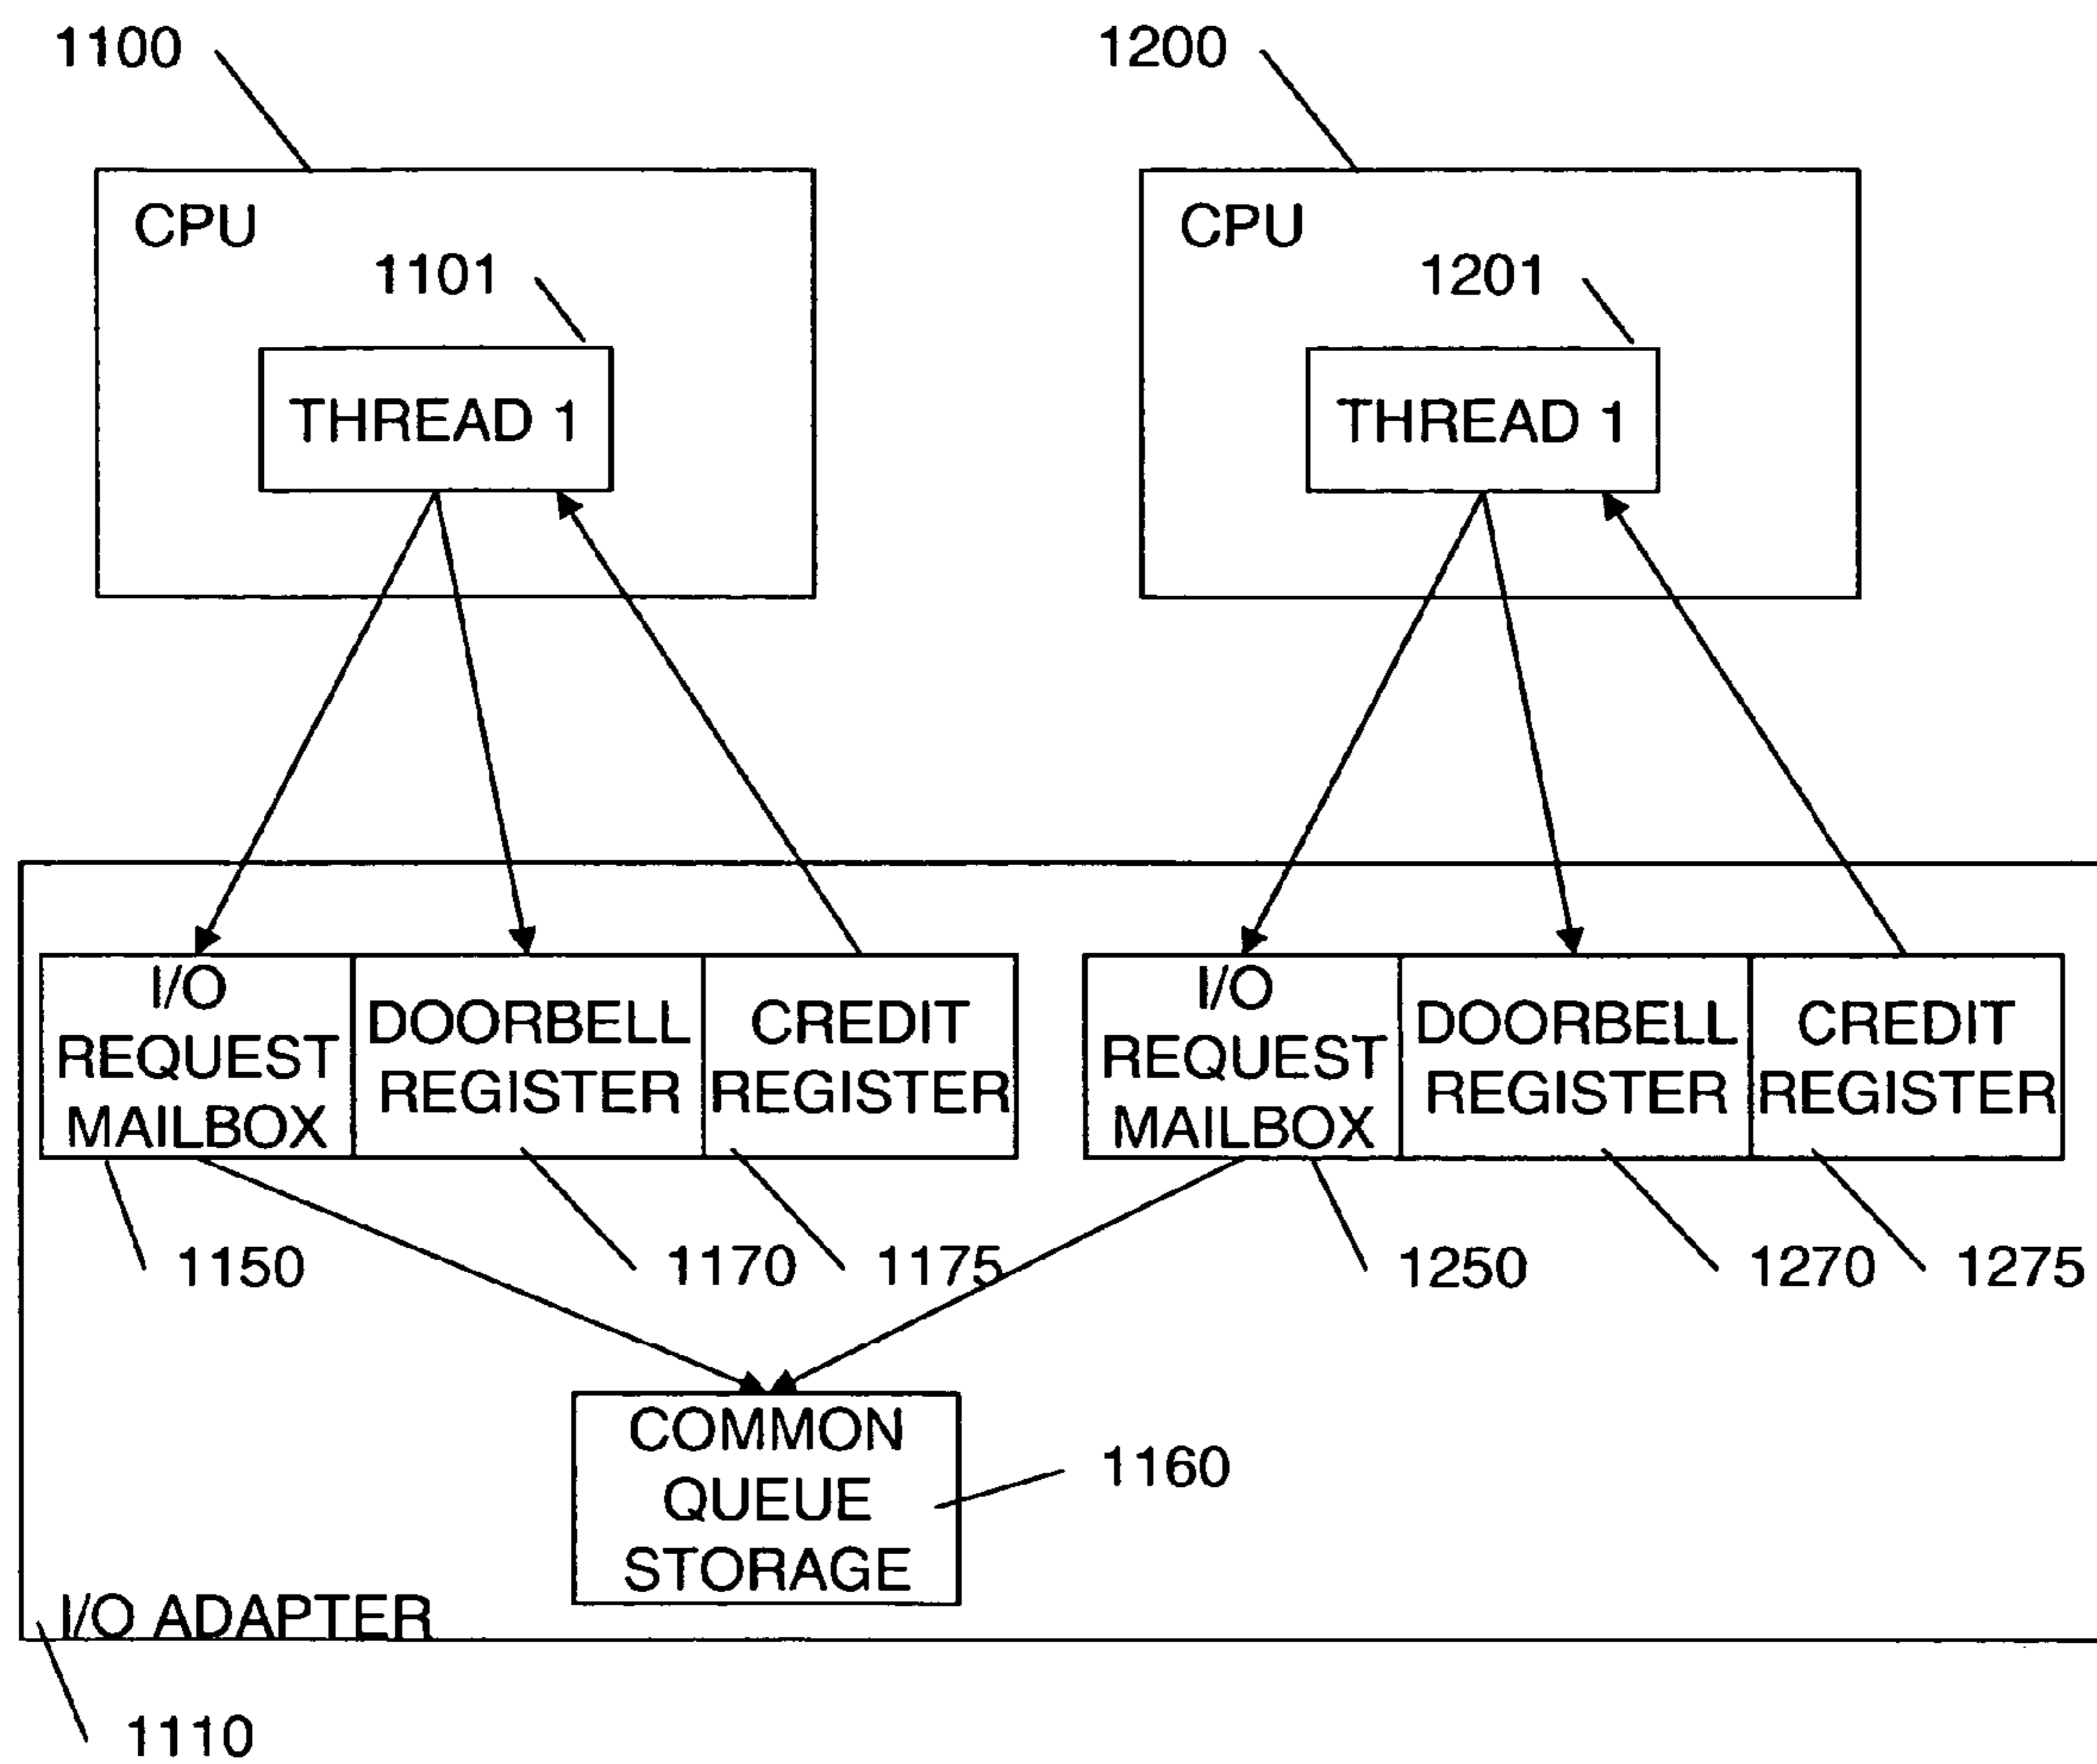 1100
1200
CPU
CPU
1101
1201
THREAD 1
THREAD 1
I/O
REQUEST
MAILBOX
DOORBELL
REGISTER
CREDIT
REGISTER
I/O
REQUEST
MAILBOX
DOORBELL
REGISTER
CREDIT
REGISTER
1150
1170
1175
1250
1270
1275
COMMON
QUEUE
STORAGE
1160
I/O ADAPTER
1110